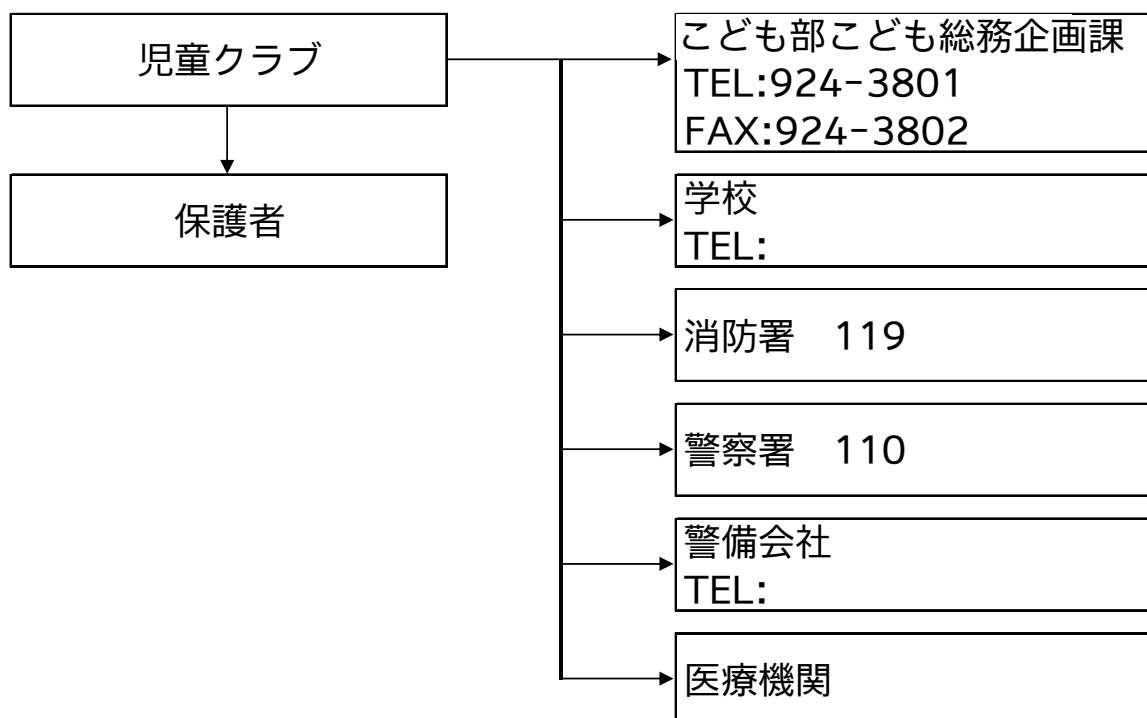 児童クラブ
保護者
こども部こども総務企画課
TEL:924-3801
FAX:924-3802
学校
TEL:
消防署　119
警察署　110
警備会社
TEL:
医療機関